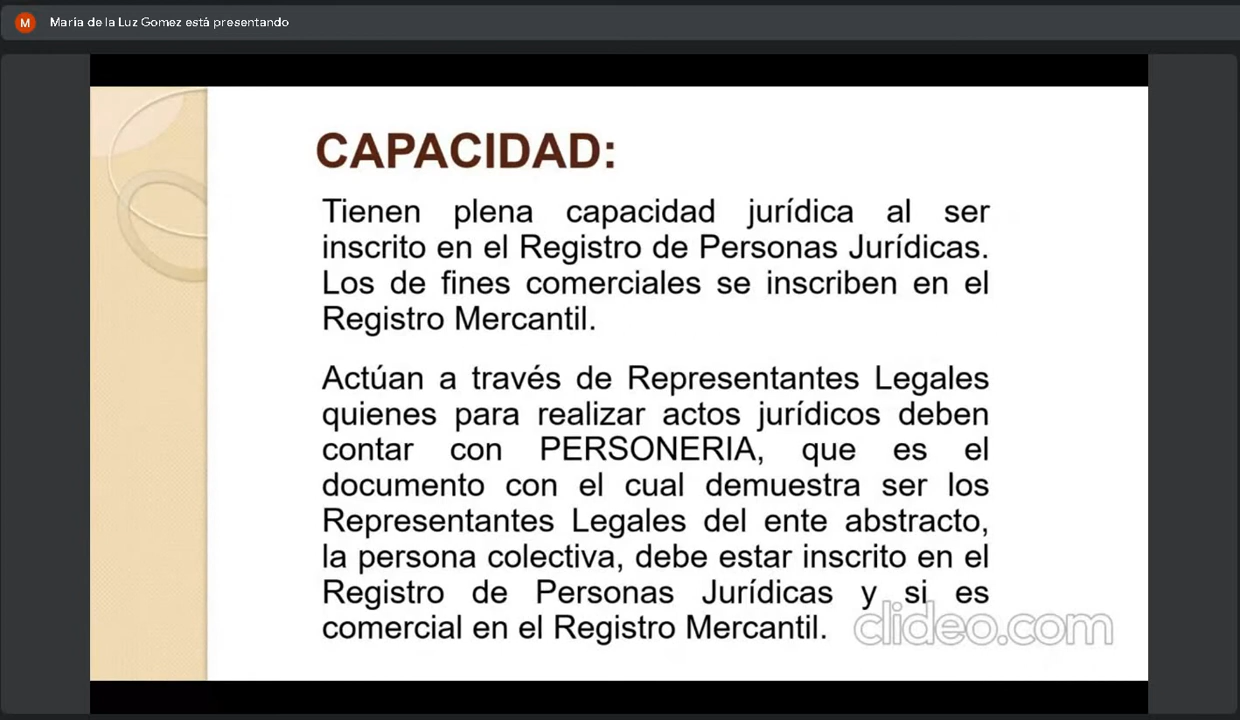 M
María de la Luz Gomez está presentando
CAPACIDAD:
Tienen plena capacidad jurídica al ser
inscrito en el Registro de Personas Jurídicas.
Los de fines comerciales se inscriben en el
Registro Mercantil.
Actúan a través de Representantes Legales
quienes para realizar actos jurídicos deben
contar con PERSONERIA, que es el
documento con el cual demuestra ser los
Representantes Legales del ente abstracto,
la persona colectiva, debe estar inscrito en el
Registro de Personas Jurídicas y si es
comercial en el Registro Mercantil.
clideo.com